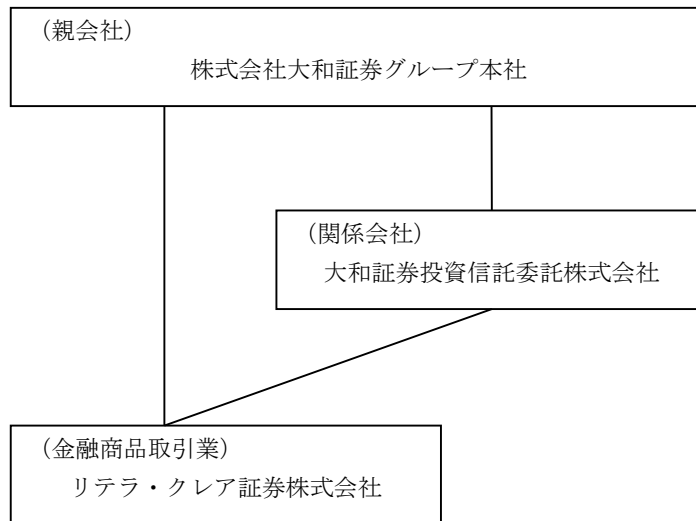 （親会社）
株式会社大和証券グループ本社
（関係会社）
大和証券投資信託委託株式会社
（金融商品取引業）
リテラ・クレア証券株式会社